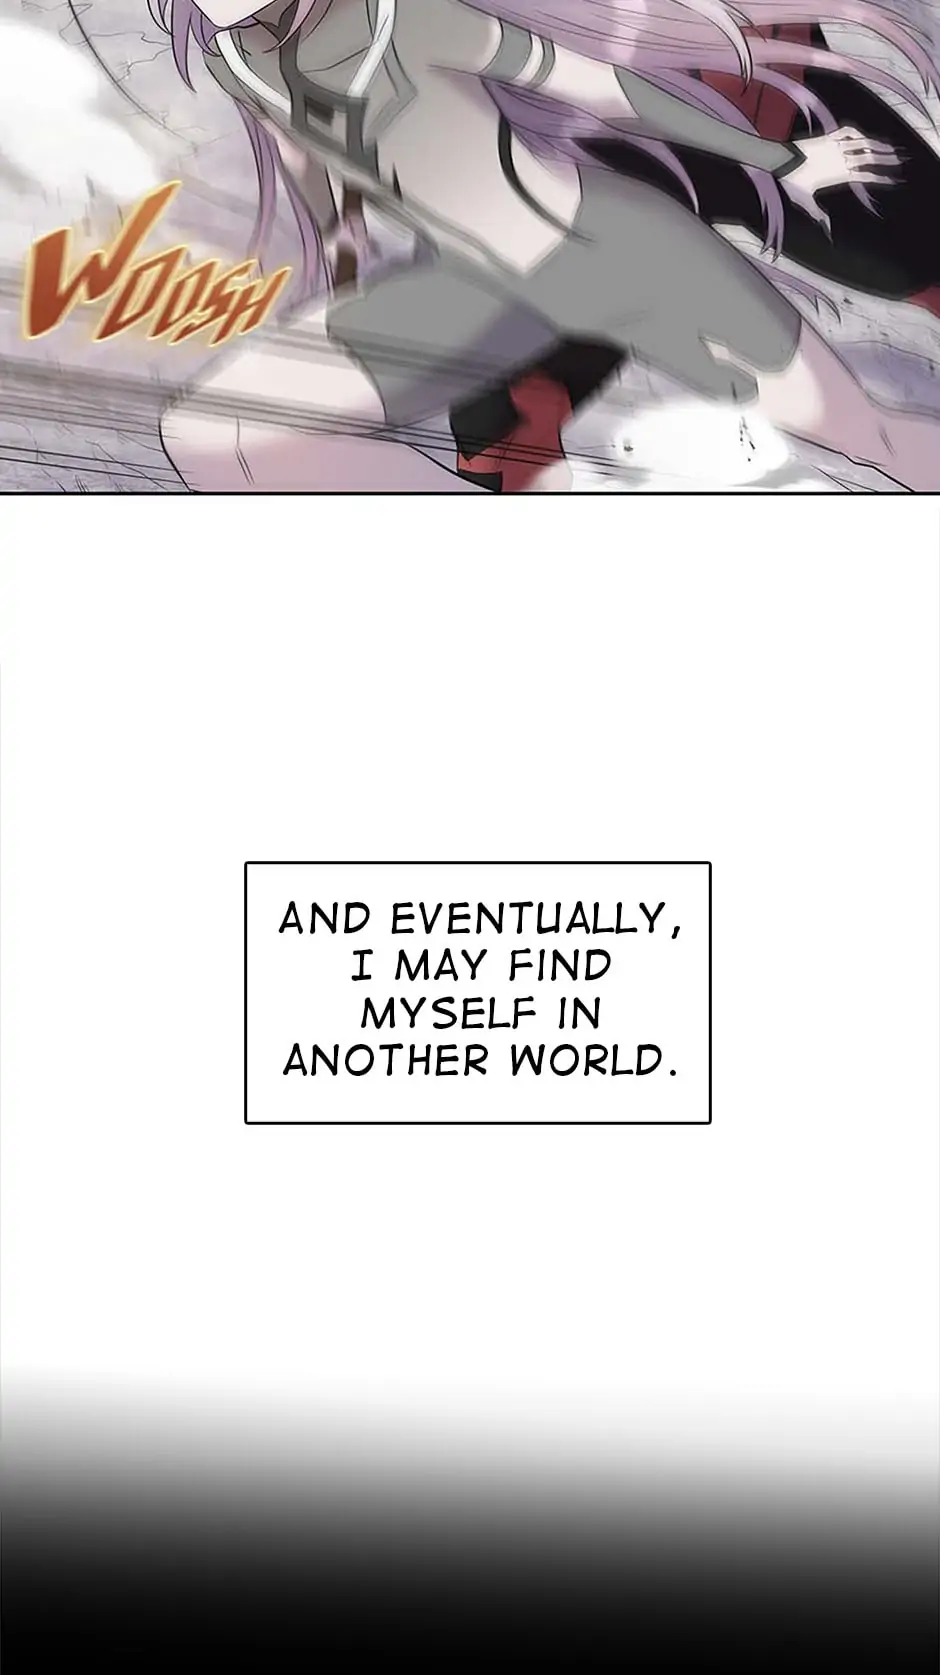 WOOSH
AND EVENTUALLY,
I MAY FIND
MYSELF IN
ANOTHER WORLD.